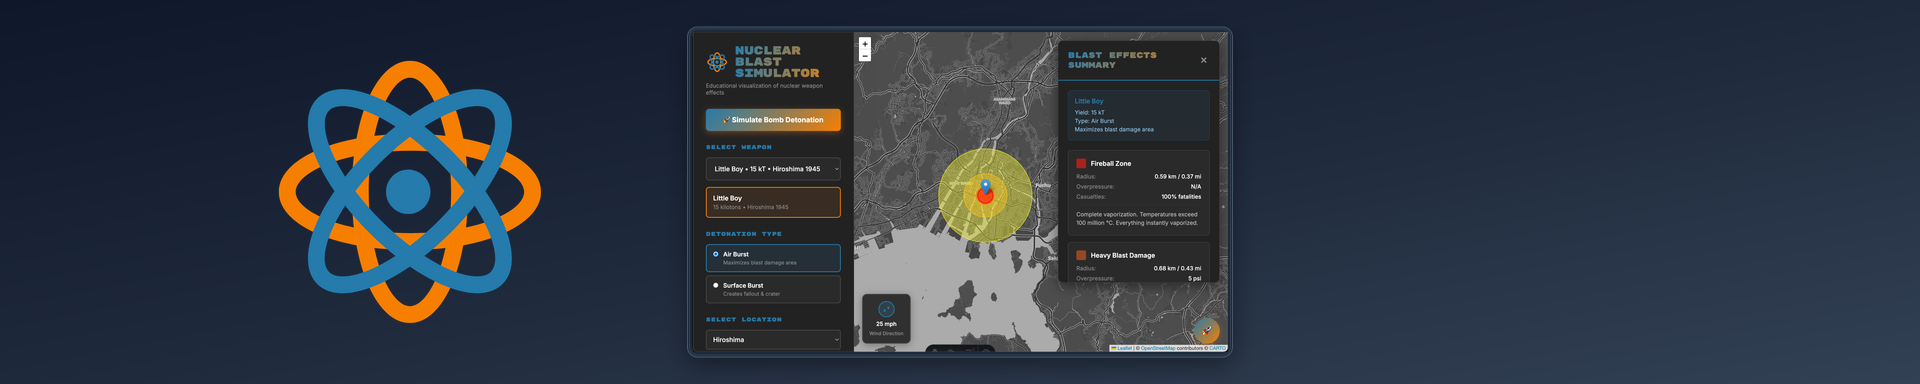 NUCLEAR
BLAST
SIMULATOR
Educational visualization of nuclear weapon
effects
Simulate Bomb Detonation
SELECT WEAPON
Little Boy • 15 kT • Hiroshima 1945
Little Boy
15 kilotons • Hiroshima 1945
DETONATION TYPE
Air Burst
Maximizes blast damage area
Surface Burst
Creates fallout & crater
SELECT LOCATION
Hiroshima
+
−
25 mph
Wind Direction
BLAST EFFECTS
SUMMARY
×
Little Boy
Yield: 15 kT
Type: Air Burst
Maximizes blast damage area
Fireball Zone
Radius: 0.59 km / 0.37 mi
Overpressure: N/A
Casualties: 100% fatalities
Complete vaporization. Temperatures exceed
100 million °C. Everything instantly vaporized.
Heavy Blast Damage
Radius: 0.68 km / 0.43 mi
Overpressure: 5 psi
Leaflet | © OpenStreetMap contributors © CARTO